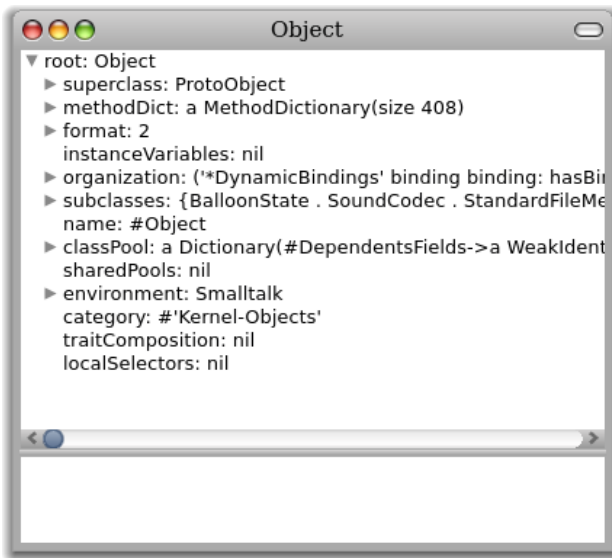 Object
root: Object
superclass: ProtoObject
methodDict: a MethodDictionary(size 408)
format: 2
instanceVariables: nil
organization: ('*DynamicBindings' binding binding: hasBi
subclasses: {BalloonState . SoundCodec . StandardFileMe
name: #Object
classPool: a Dictionary(#DependentsFields->a WeakIdent
sharedPools: nil
environment: Smalltalk
category: #'Kernel-Objects'
traitComposition: nil
localSelectors: nil